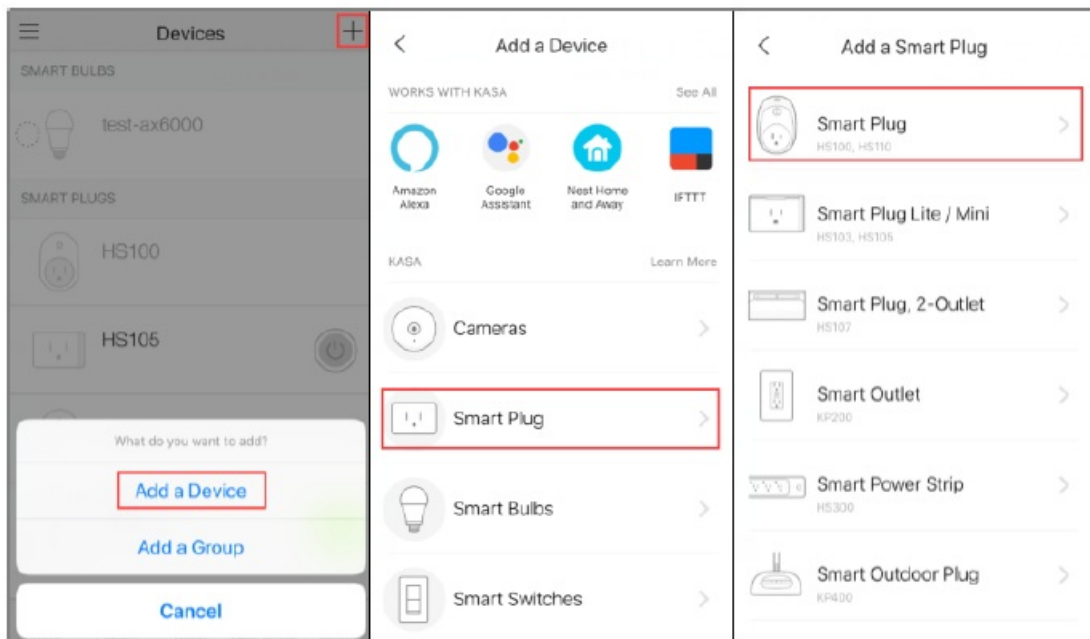 Devices
SMART BULBS
test-ax6000
SMART PLUGS
HS100
HS105
What do you want to add?
Add a Device
Add a Group
Cancel
Add a Device
WORKS WITH KASA
See All
Amazon
Alexa
Google
Assistant
Nest Home
and Away
IFTTT
KASA
Learn More
Cameras
Smart Plug
Smart Bulbs
Smart Switches
Add a Smart Plug
Smart Plug
HS100, HS110
Smart Plug Lite / Mini
HS103, HS105
Smart Plug, 2-Outlet
HS107
Smart Outlet
KP200
Smart Power Strip
HS300
Smart Outdoor Plug
KP400